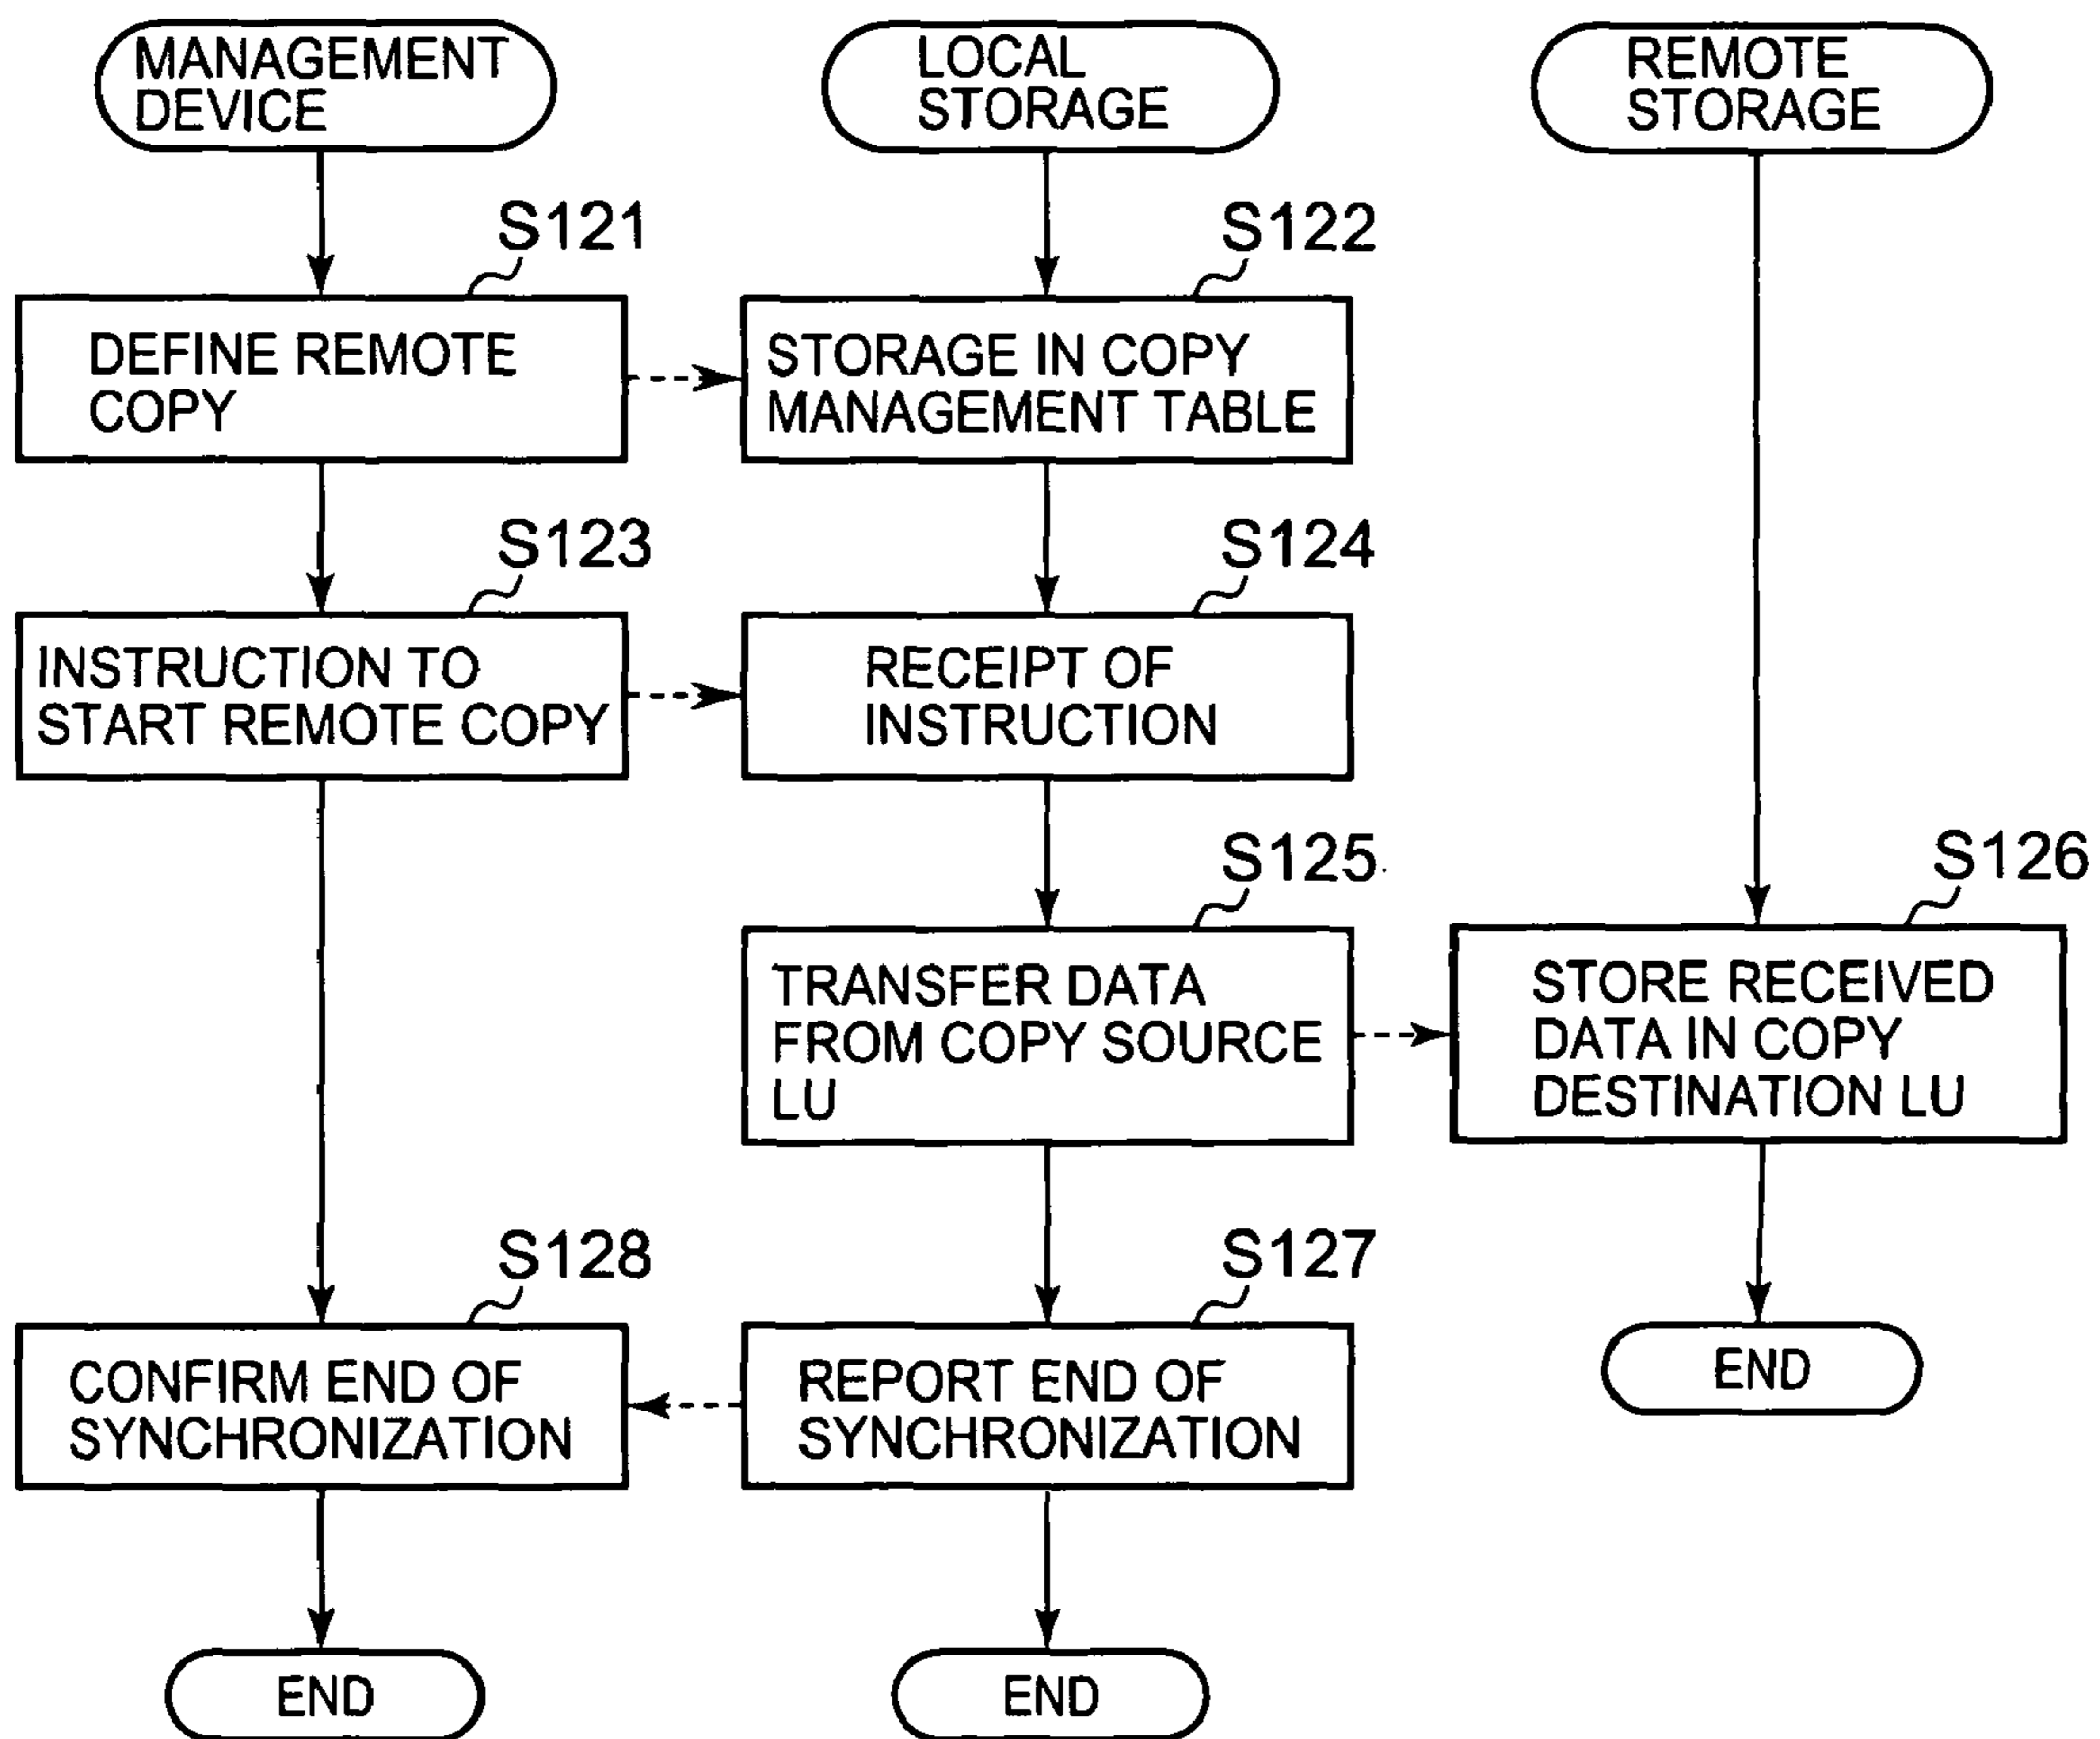 MANAGEMENT
DEVICE
LOCAL
STORAGE
REMOTE
STORAGE
S121
S122
DEFINE REMOTE
COPY
STORAGE IN COPY
MANAGEMENT TABLE
S123
S124
INSTRUCTION TO
START REMOTE COPY
RECEIPT OF
INSTRUCTION
S125
S126
TRANSFER DATA
FROM COPY SOURCE
LU
STORE RECEIVED
DATA IN COPY
DESTINATION LU
S128
S127
CONFIRM END OF
SYNCHRONIZATION
REPORT END OF
SYNCHRONIZATION
END
END
END